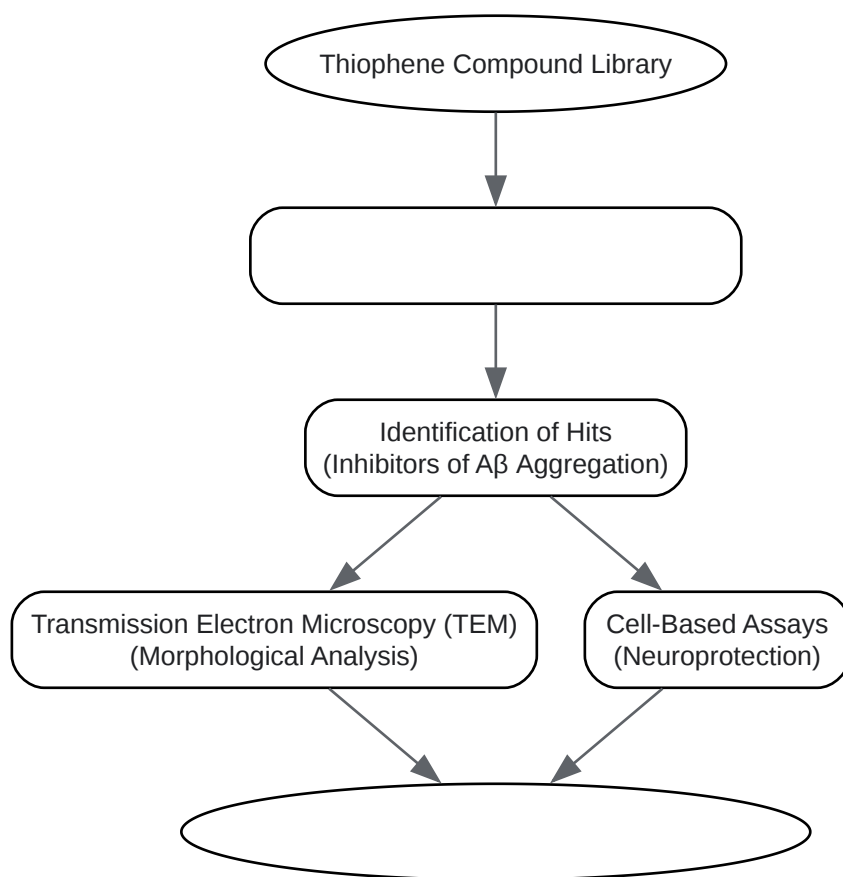 Thiophene Compound Library
Identification of Hits
(Inhibitors of Aβ Aggregation)
Transmission Electron Microscopy (TEM)
(Morphological Analysis)
Cell-Based Assays
(Neuroprotection)